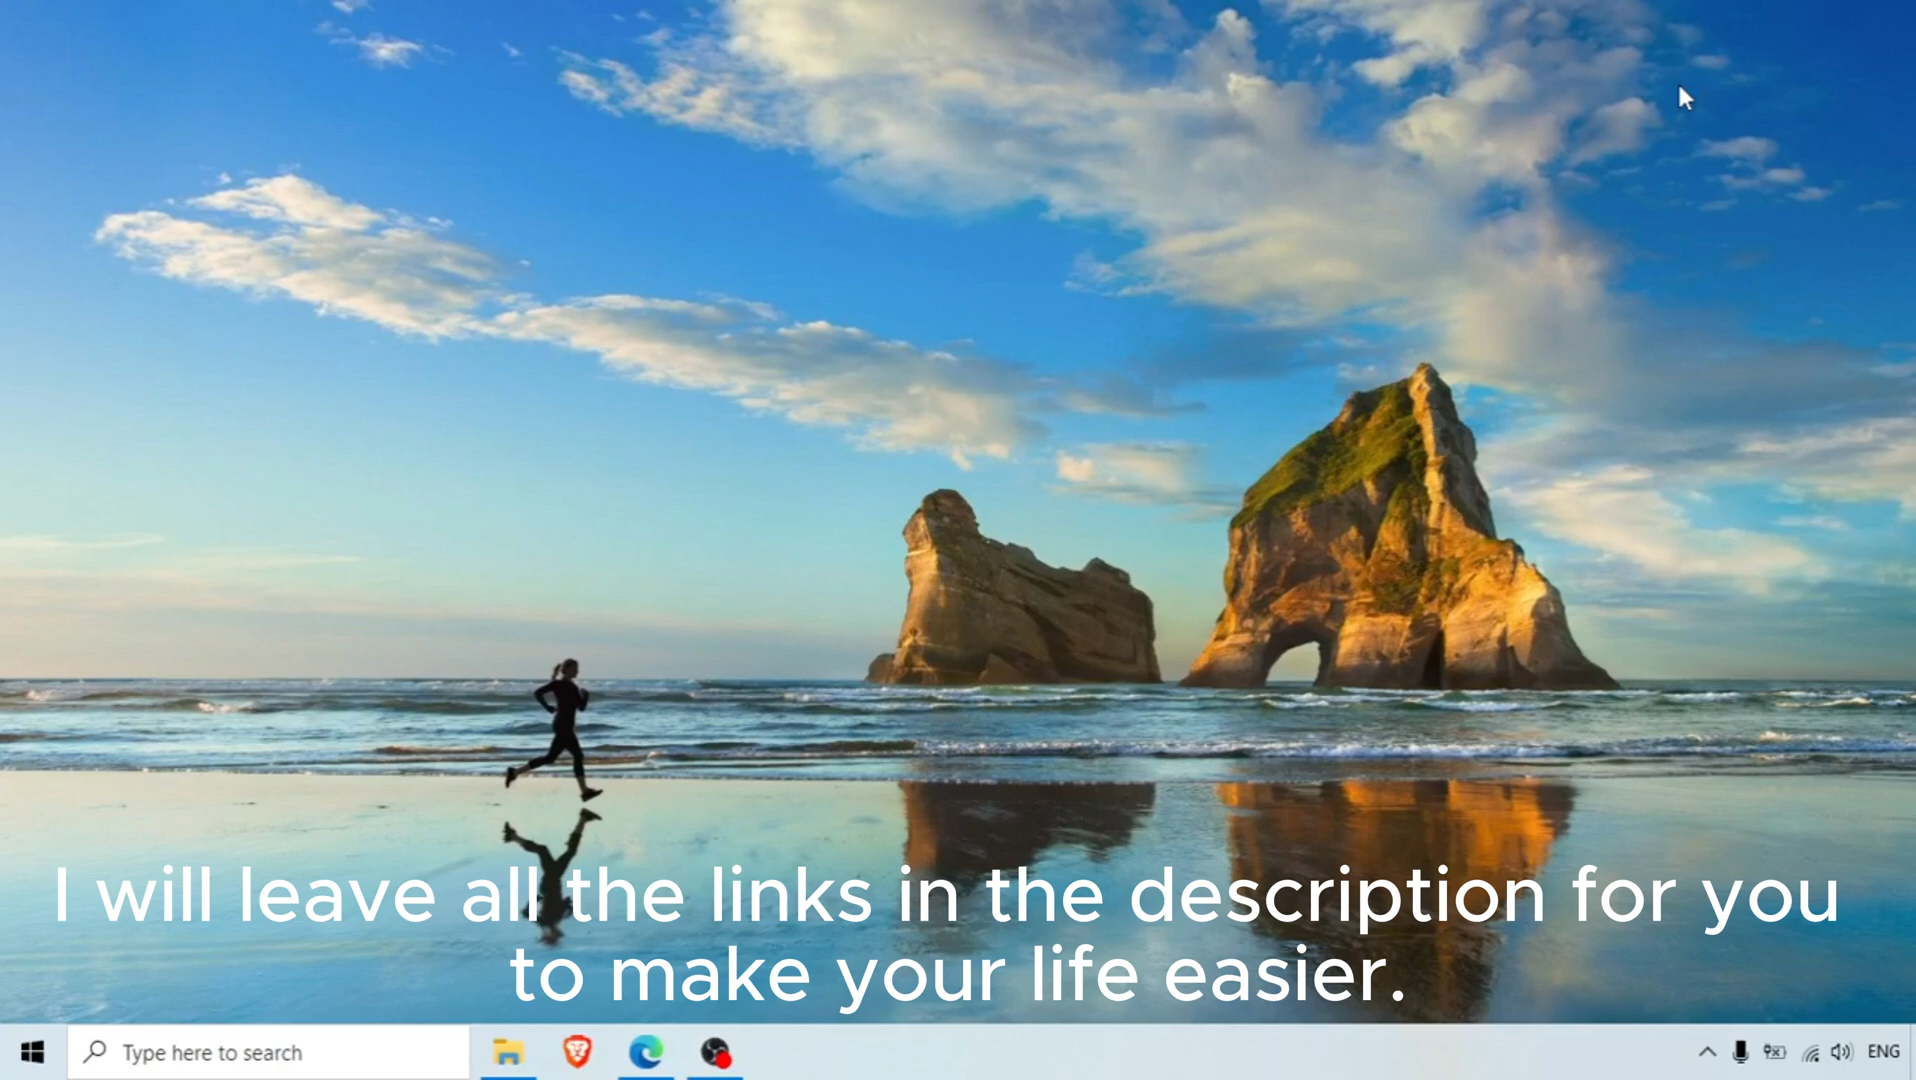 I will leave all the links in the description for you
to make your life easier.
Type here to search
ENG